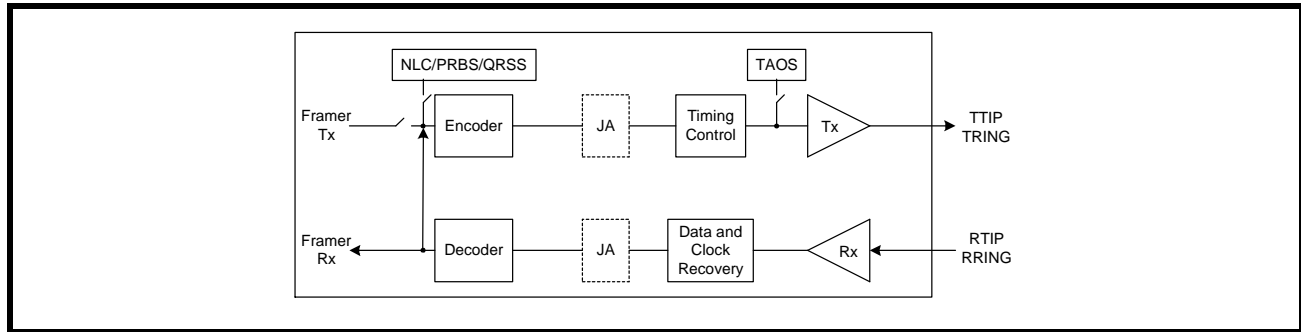 NLC/PRBS/QRSS
TAOS
Framer
Tx
Encoder
JA
Timing
Control
Tx
TTIP
TRING
Framer
Rx
Decoder
JA
Data and
Clock
Recovery
Rx
RTIP
RRING